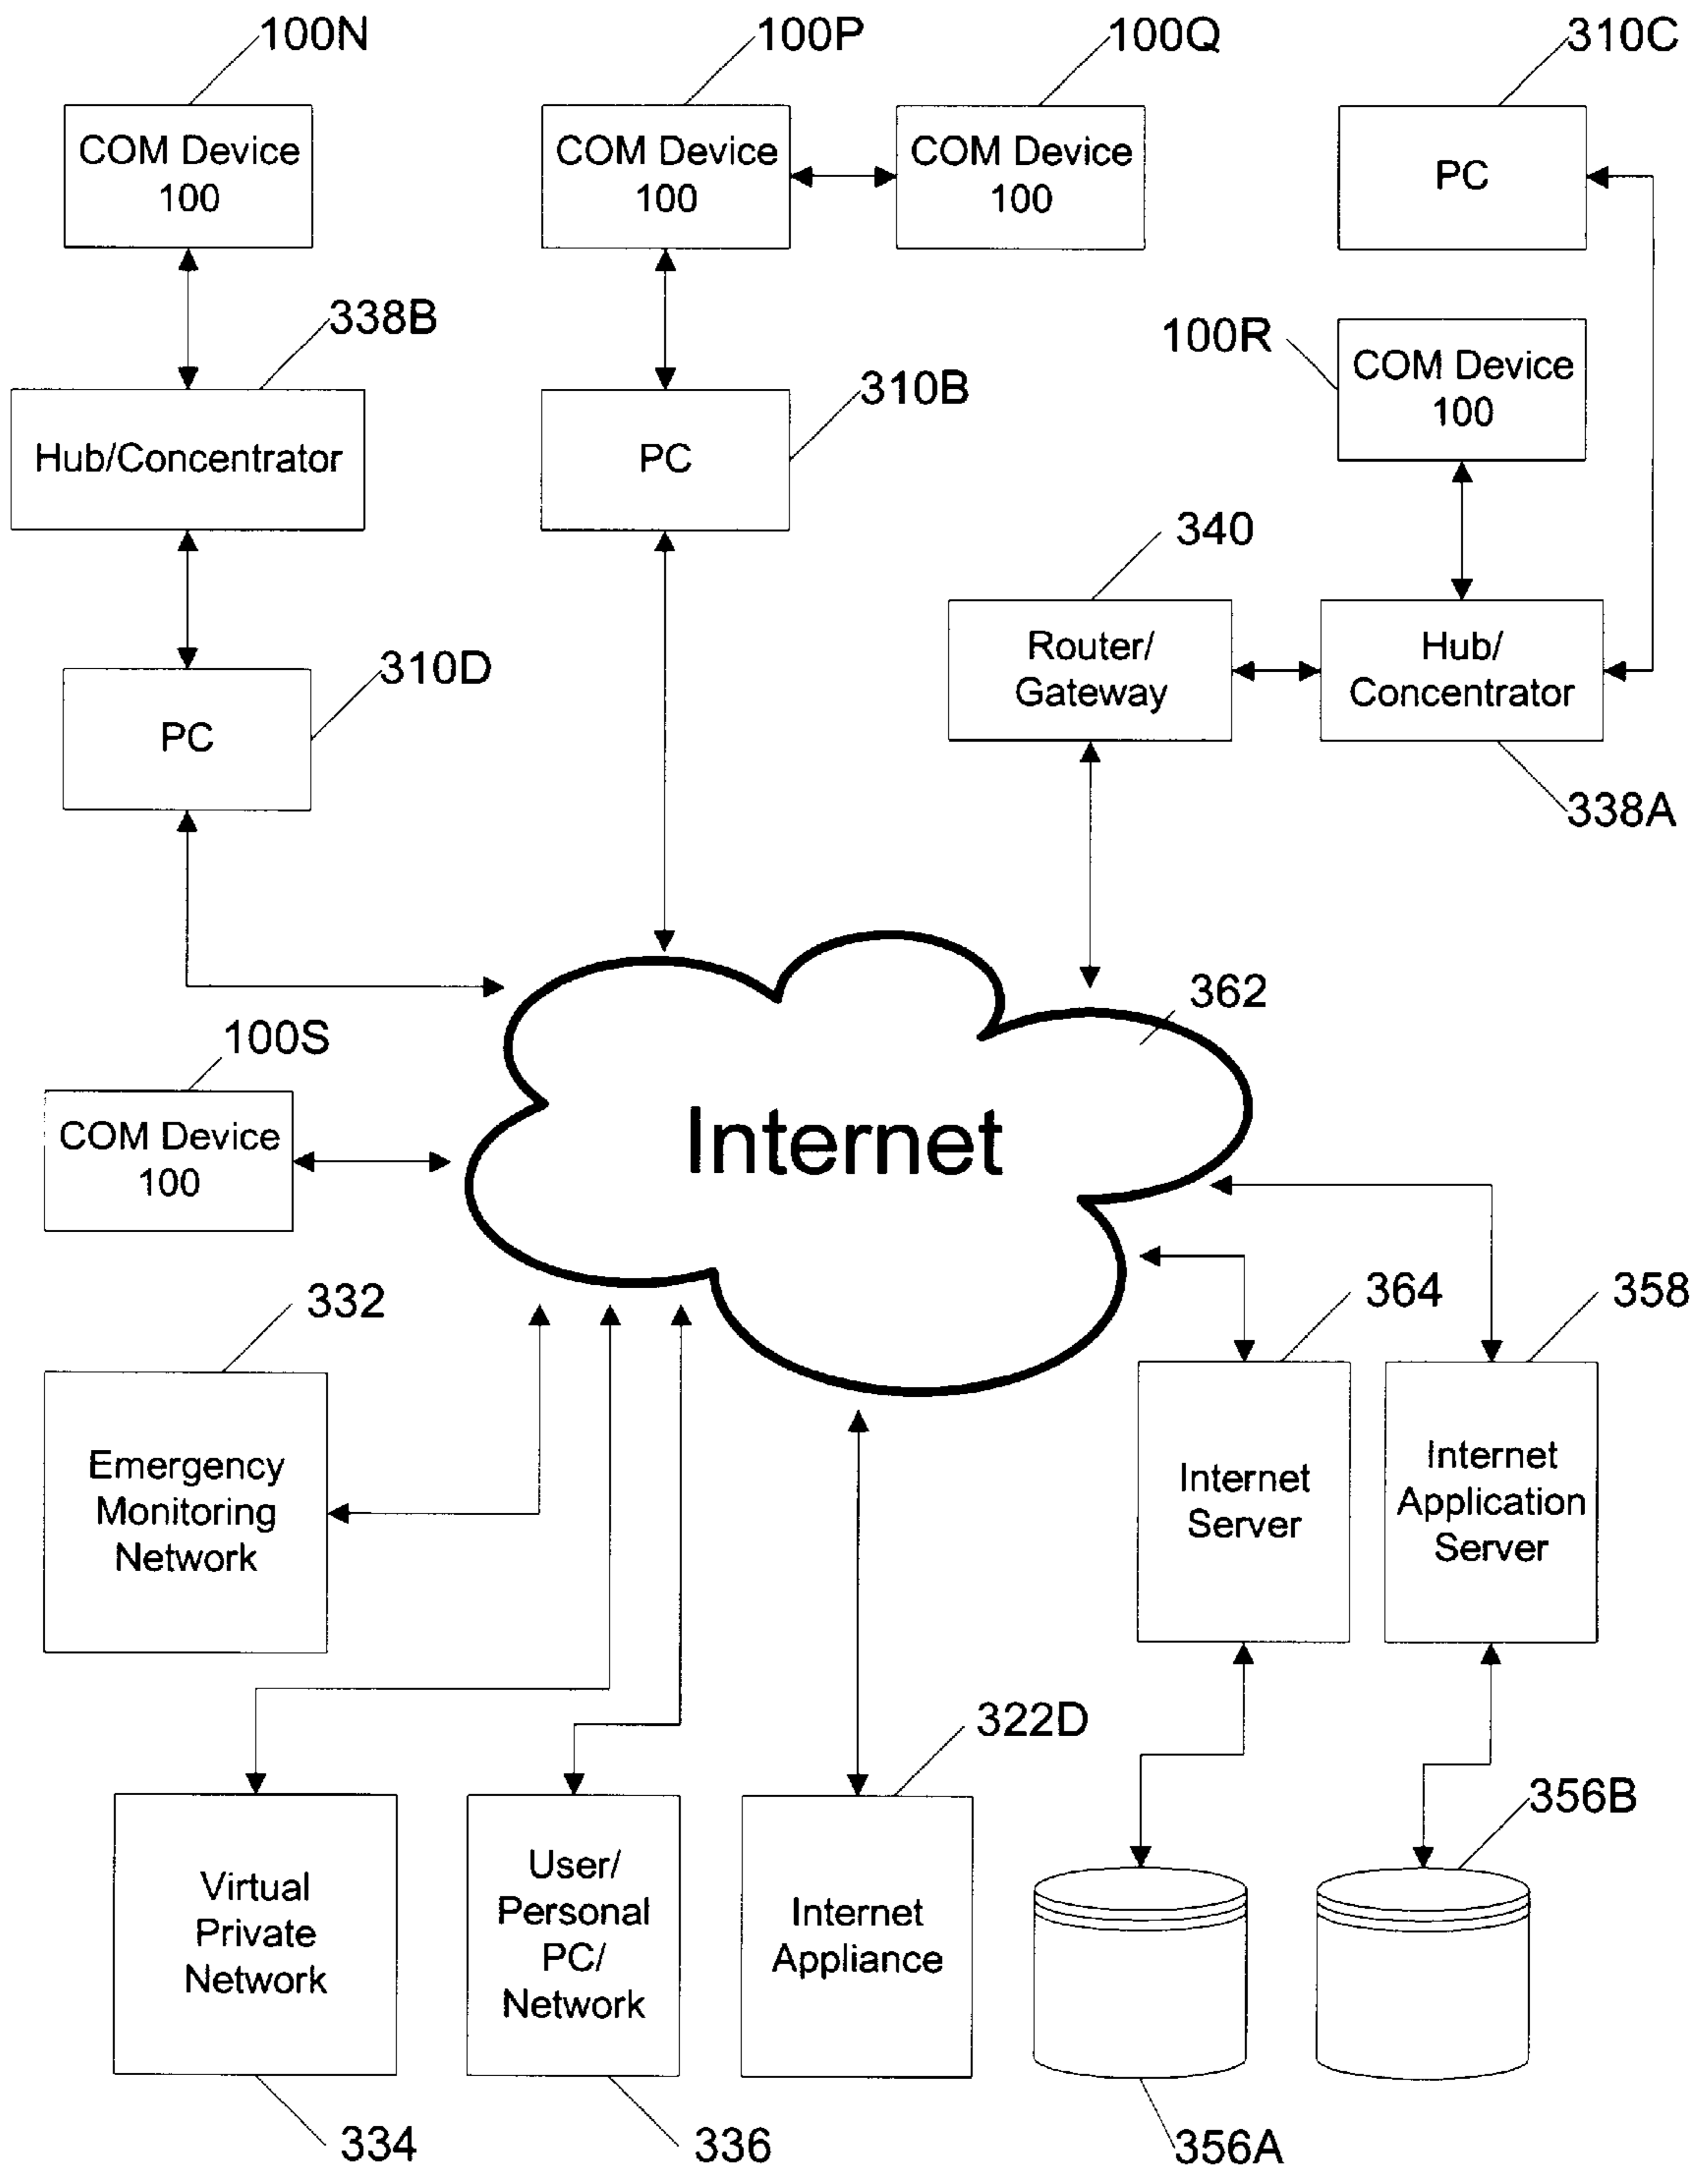 100N
100P
100Q
310C
COM Device
100
COM Device
100
COM Device
100
PC
338B
100R
COM Device
100
310B
Hub/Concentrator
PC
340
310D
Router/
Gateway
Hub/
Concentrator
PC
338A
362
100S
Internet
COM Device
100
332
364
358
Emergency
Monitoring
Network
Internet
Server
Internet
Application
Server
322D
356B
Virtual
Private
Network
User/
Personal
PC/
Network
Internet
Appliance
334
336
356A